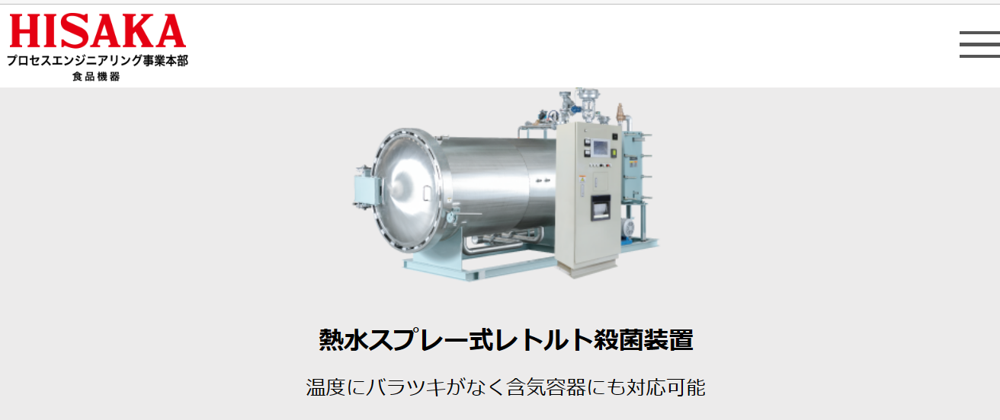 HISAKA
プロセスエンジニアリング事業本部
食品機器
熱水スプレー式レトルト殺菌装置
温度にバラツキがなく含気容器にも対応可能